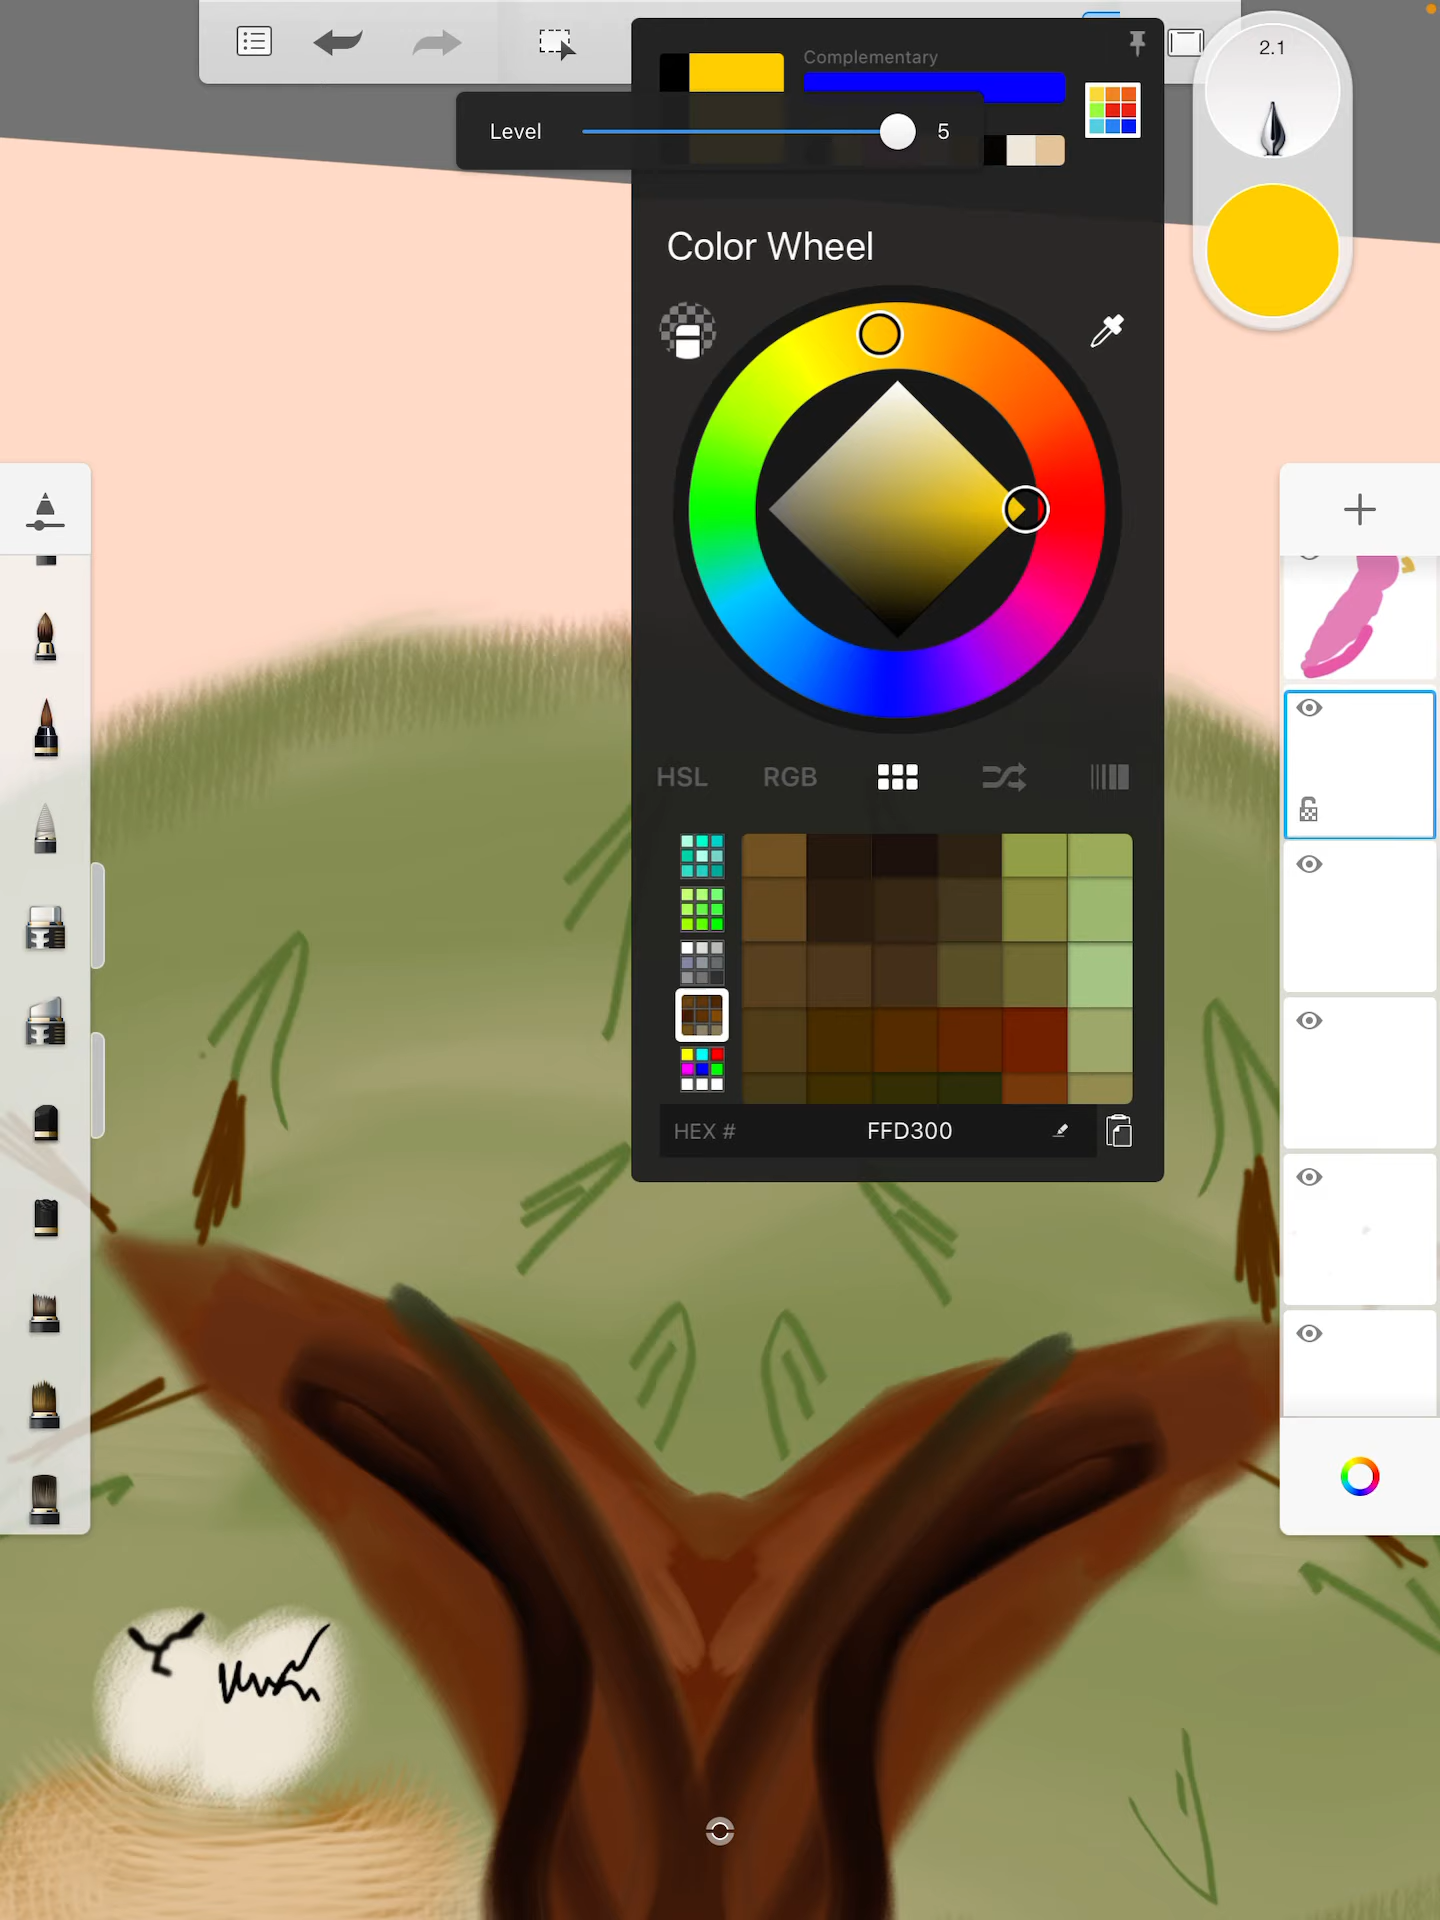 2.1
Complementary
Level 5
Color Wheel
HSL RGB
HEX # FFD300